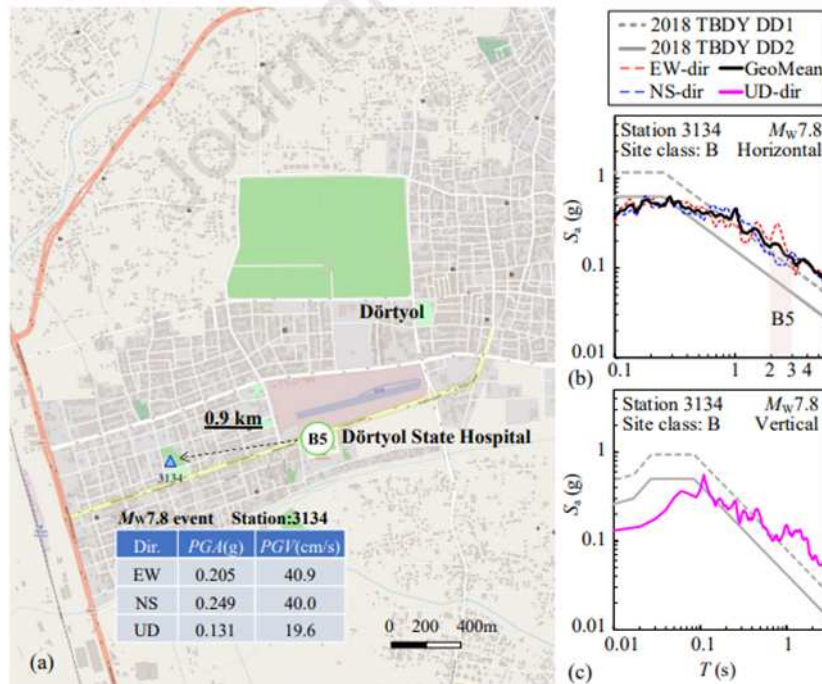 Journal
Dörtyol
0.9 km
B5
Dörtyol State Hospital
3134
Mw7.8 event Station:3134
Dir. PGA(g) PGV(cm/s)
EW 0.205 40.9
NS 0.249 40.0
UD 0.131 19.6
0 200 400m
(a)
2018 TBDY DD1
2018 TBDY DD2
EW-dir GeoMean
NS-dir UD-dir
Station 3134 Mw7.8
Site class: B Horizontal
Sa (g)
1
0.1
0.01
B5
0.1 1 2 3 4
(b)
Station 3134 Mw7.8
Site class: B Vertical
Sa (g)
1
0.1
0.01
0.01 0.1 1
(c)
T (s)